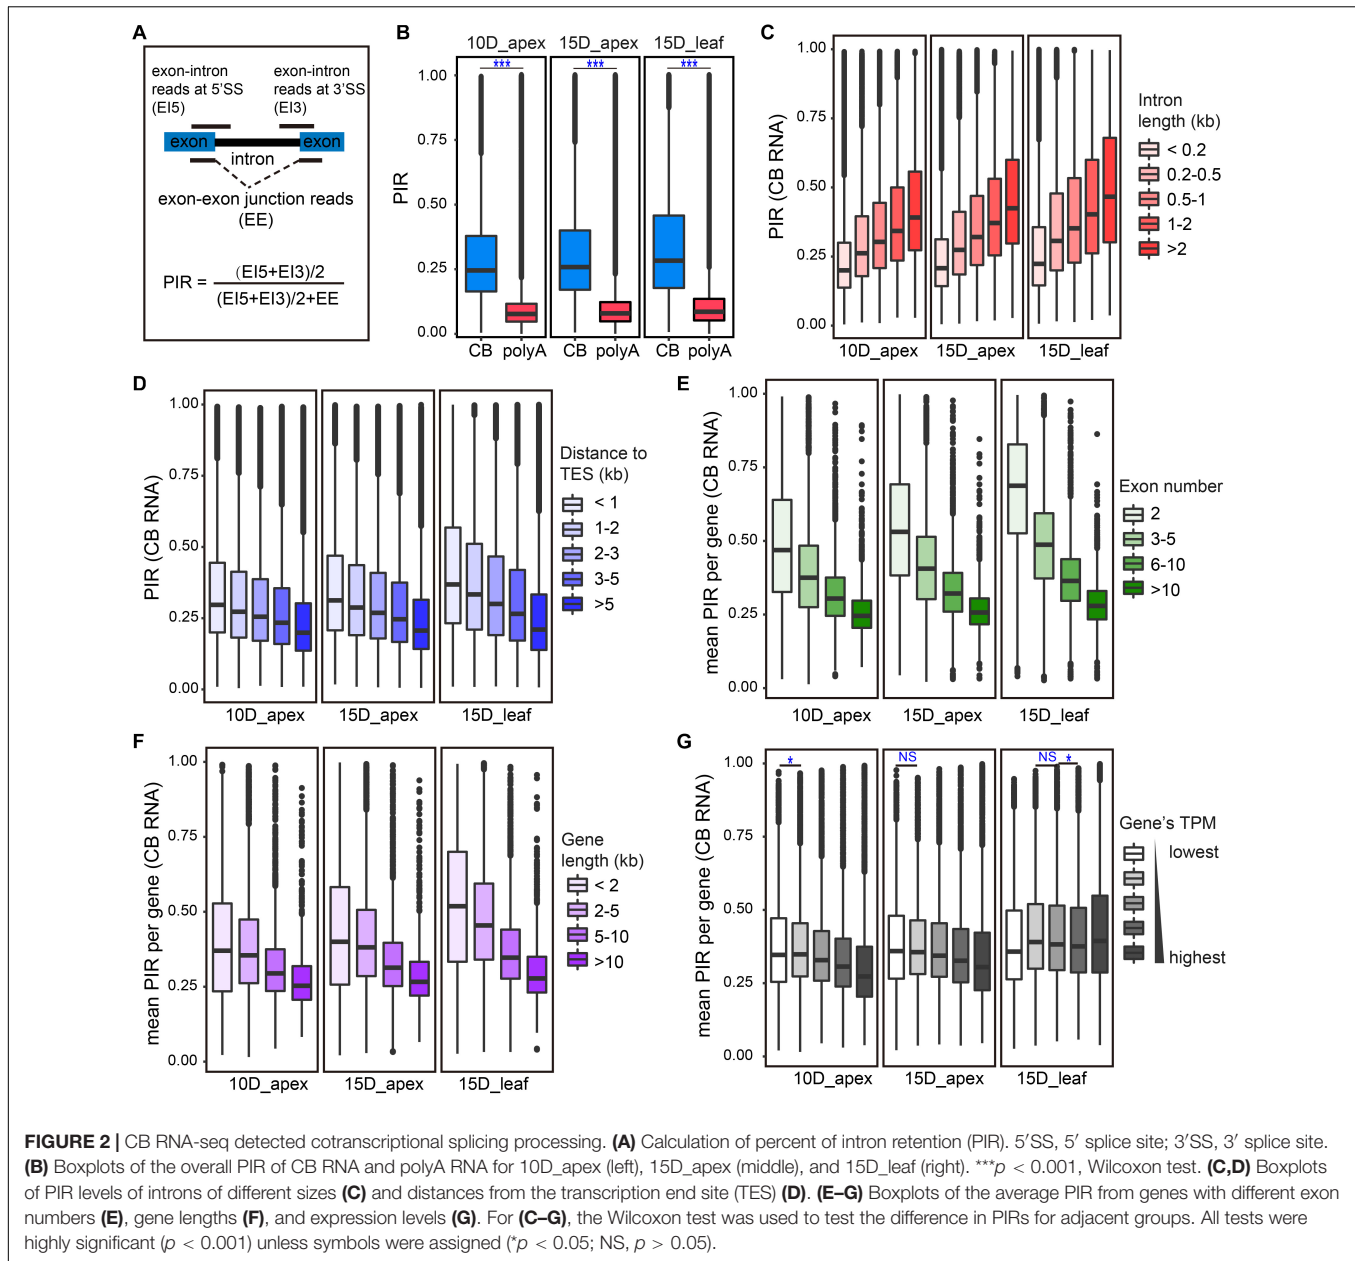 A
exon-intron
reads at 5'SS
(EI5)
exon-intron
reads at 3'SS
(EI3)
exon
exon
intron
exon-exon junction reads
(EE)
PIR = (EI5+EI3)/2
(EI5+EI3)/2+EE
B
10D_apex 15D_apex 15D_leaf
*** *** ***
PIR
1.00
0.75
0.50
0.25
0.00
CB polyA CB polyA CB polyA
C
PIR (CB RNA)
1.00
0.75
0.50
0.25
0.00
10D_apex 15D_apex 15D_leaf
Intron
length (kb)
< 0.2
0.2-0.5
0.5-1
1-2
>2
D
PIR (CB RNA)
1.00
0.75
0.50
0.25
0.00
10D_apex 15D_apex 15D_leaf
Distance to
TES (kb)
< 1
1-2
2-3
3-5
>5
E
mean PIR per gene (CB RNA)
1.00
0.75
0.50
0.25
0.00
10D_apex 15D_apex 15D_leaf
Exon number
2
3-5
6-10
>10
F
mean PIR per gene (CB RNA)
1.00
0.75
0.50
0.25
0.00
10D_apex 15D_apex 15D_leaf
Gene
length (kb)
< 2
2-5
5-10
>10
G
mean PIR per gene (CB RNA)
1.00
0.75
0.50
0.25
0.00
* NS NS *
10D_apex 15D_apex 15D_leaf
Gene's TPM
lowest
highest
FIGURE 2 | CB RNA-seq detected cotranscriptional splicing processing. (A) Calculation of percent of intron retention (PIR). 5′SS, 5′ splice site; 3′SS, 3′ splice site.
(B) Boxplots of the overall PIR of CB RNA and polyA RNA for 10D_apex (left), 15D_apex (middle), and 15D_leaf (right). ***p < 0.001, Wilcoxon test. (C,D) Boxplots
of PIR levels of introns of different sizes (C) and distances from the transcription end site (TES) (D). (E–G) Boxplots of the average PIR from genes with different exon
numbers (E), gene lengths (F), and expression levels (G). For (C–G), the Wilcoxon test was used to test the difference in PIRs for adjacent groups. All tests were
highly significant (p < 0.001) unless symbols were assigned (*p < 0.05; NS, p > 0.05).